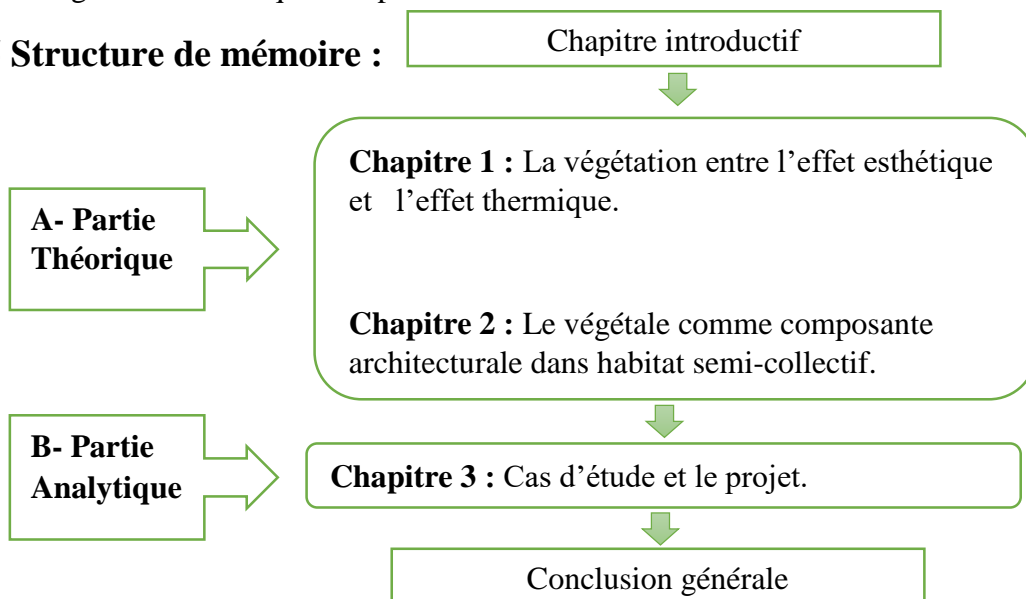 Structure de mémoire :
Chapitre introductif
Chapitre 1 : La végétation entre l’effet esthétique
et l’effet thermique.
A- Partie
Théorique
Chapitre 2 : Le végétale comme composante
architecturale dans habitat semi-collectif.
B- Partie
Analytique
Chapitre 3 : Cas d’étude et le projet.
Conclusion générale